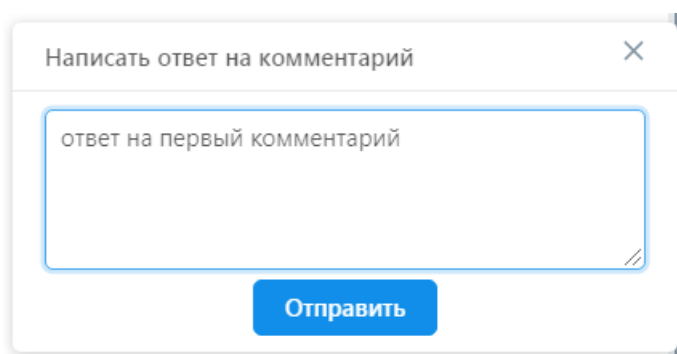 Написать ответ на комментарий
ответ на первый комментарий
Отправить